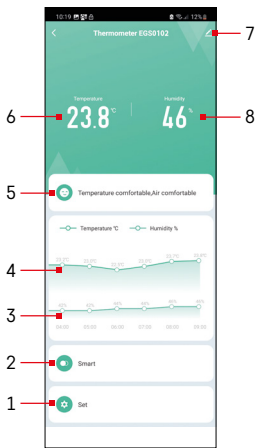 10:19 12%
Thermometer EGS0102
7
Temperature Humidity
6 23.8 °C 46 % 8
5 Temperature comfortable,Air comfortable
Temperature °C Humidity %
4
3
04:00 05:00 06:00 07:00 08:00 09:00
2 Smart
1 Set